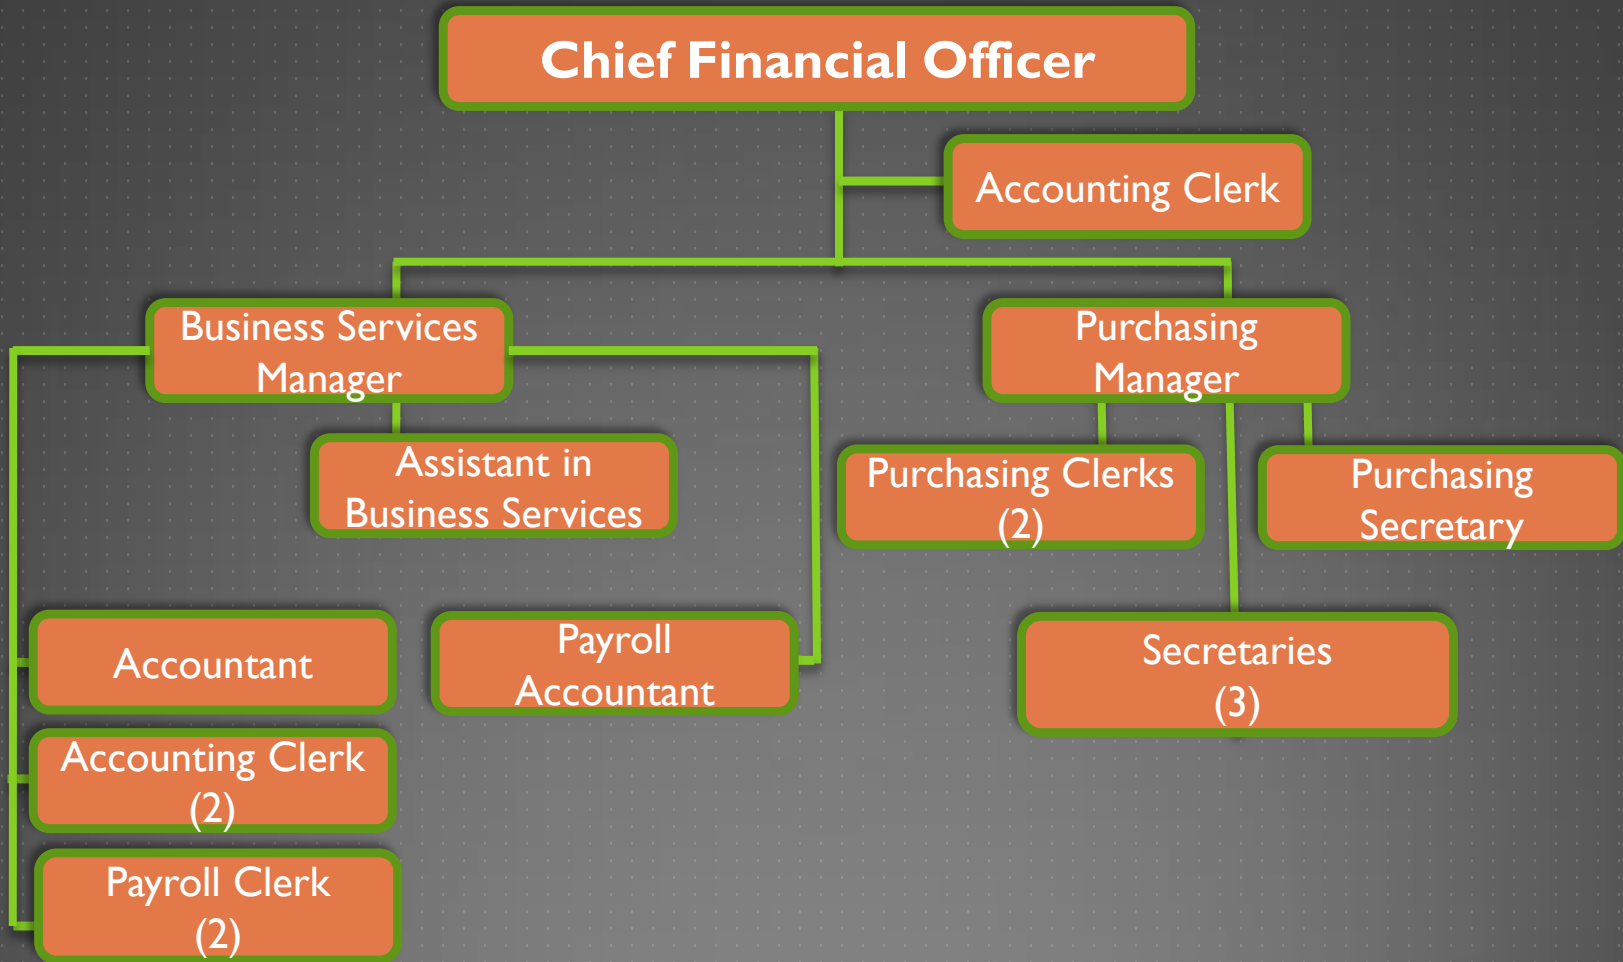 Chief Financial Officer
Accounting Clerk
Business Services
Manager
Purchasing
Manager
Assistant in
Business Services
Purchasing Clerks
(2)
Purchasing
Secretary
Accountant
Payroll
Accountant
Secretaries
(3)
Accounting Clerk
(2)
Payroll Clerk
(2)